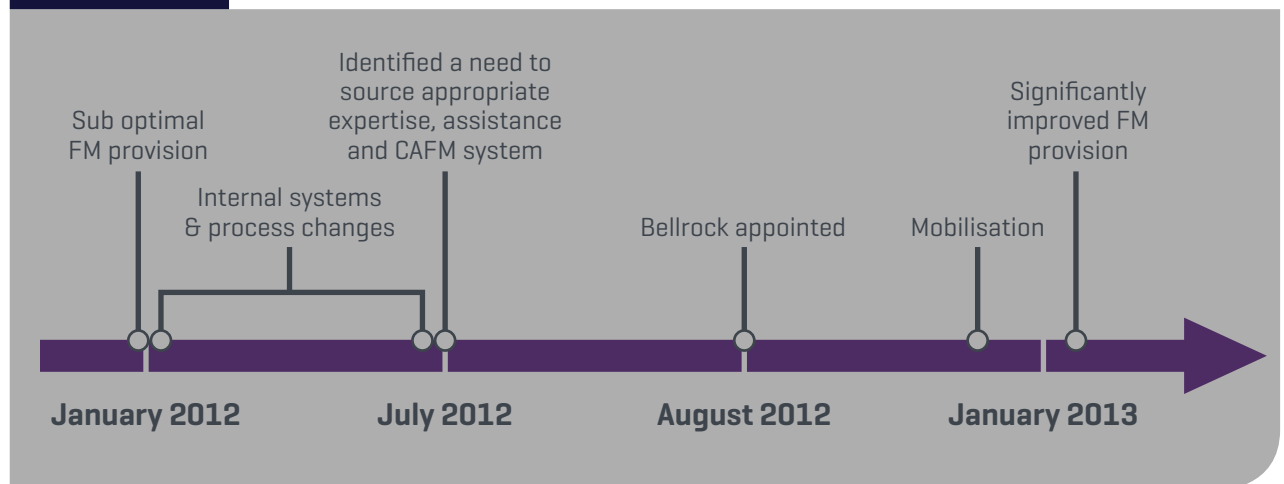 Sub optimal
FM provision
Internal systems
& process changes
Identified a need to
source appropriate
expertise, assistance
and CAFM system
Bellrock appointed
Mobilisation
Significantly
improved FM
provision
January 2012
July 2012
August 2012
January 2013